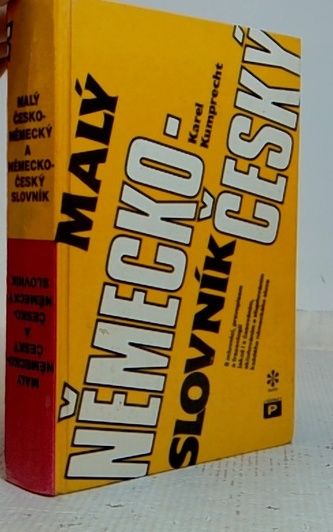 MALÝ
ČESKO-
NĚMECKÝ
A
NĚMECKO-
ČESKÝ
SLOVNÍK
MALÝ
NĚMECKO-
ČESKÝ
A
ČESKO-
NĚMECKÝ
SLOVNÍK
MALÝ
NĚMECKO-
Karel
Kumprecht
ČESKÝ
SLOVNÍK
P